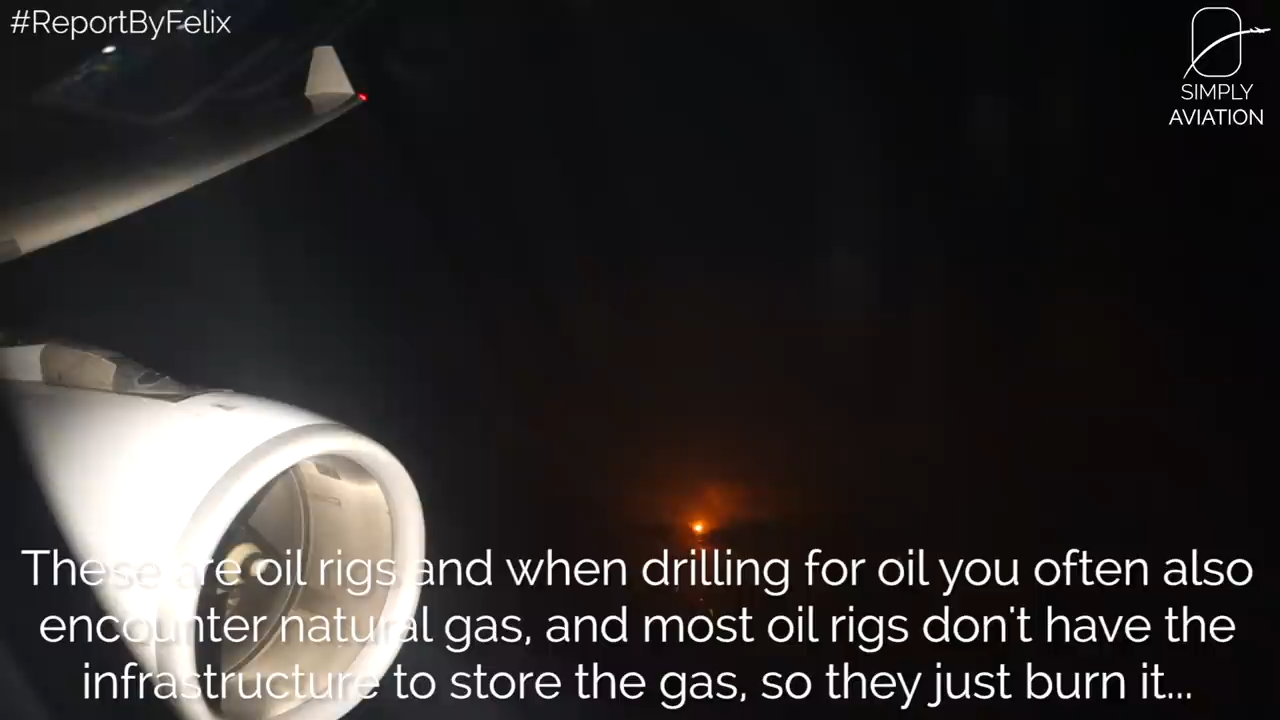 #ReportByFelix
SIMPLY
AVIATION
These are oil rigs and when drilling for oil you often also
encounter natural gas, and most oil rigs don't have the
infrastructure to store the gas, so they just burn it...